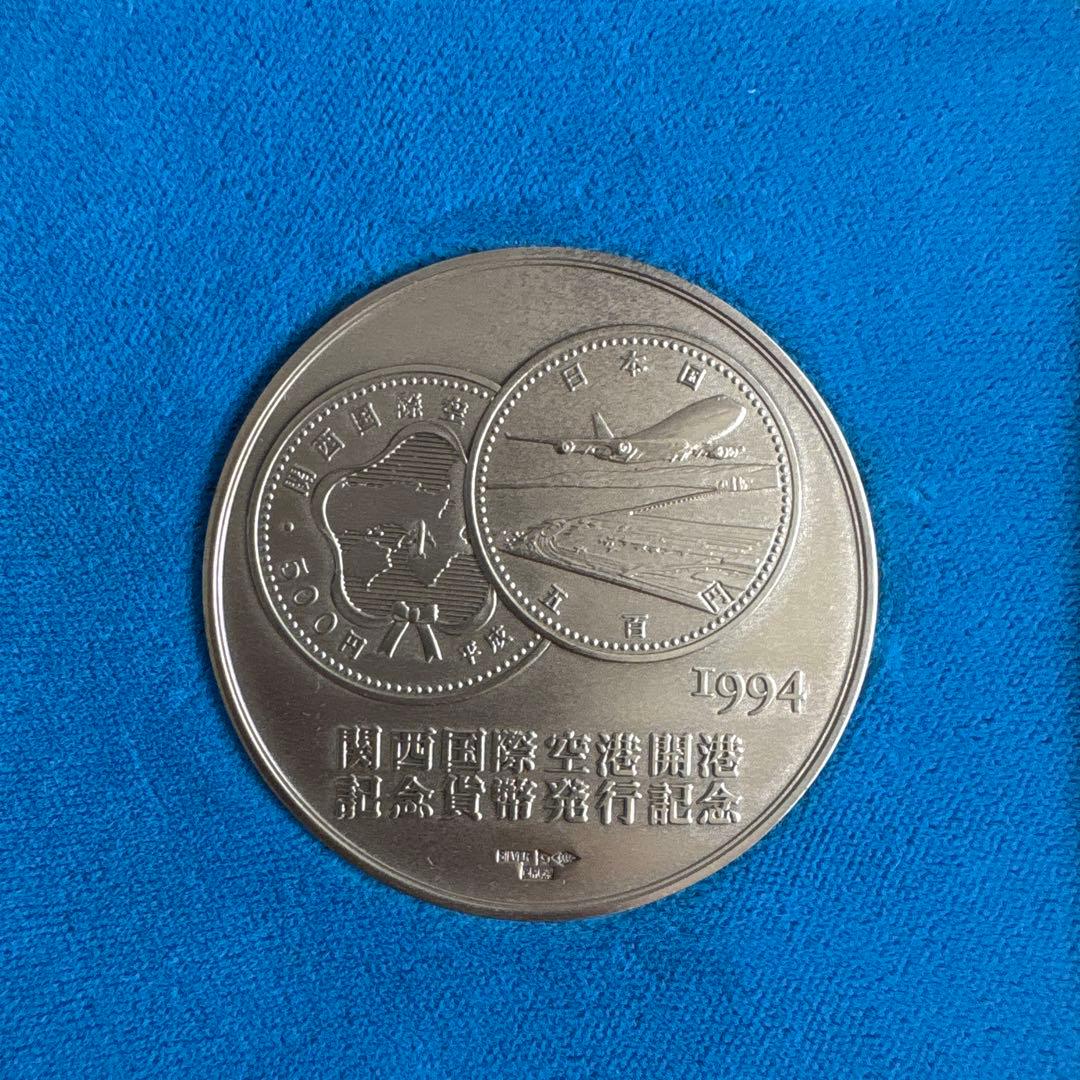 関西国際空
・500円
平成
日本国
五百円
1994
関西国際空港開港
記念貨幣発行記念
SILVER